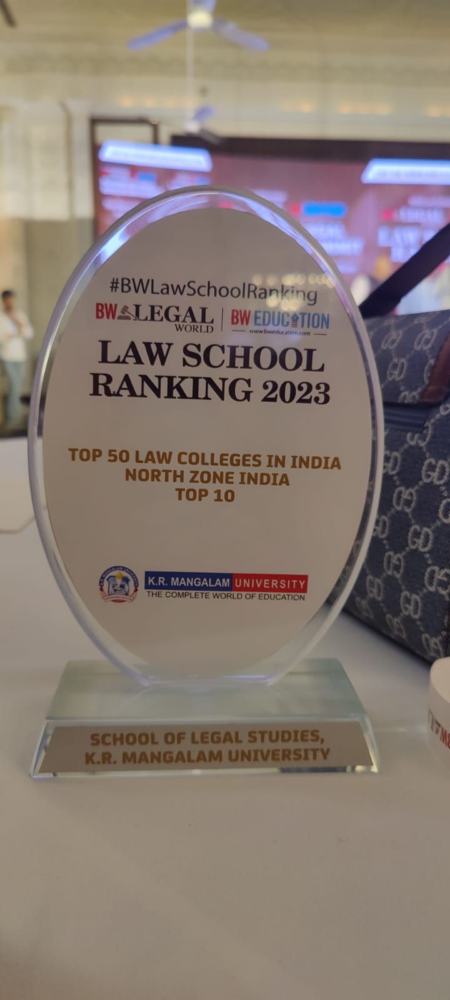 #BWLawSchoolRanking
BW LEGAL WORLD | BW EDUCATION
www.bweducation.com
LAW SCHOOL
RANKING 2023
TOP 50 LAW COLLEGES IN INDIA
NORTH ZONE INDIA
TOP 10
K.R. MANGALAM UNIVERSITY
THE COMPLETE WORLD OF EDUCATION
SCHOOL OF LEGAL STUDIES,
K.R. MANGALAM UNIVERSITY